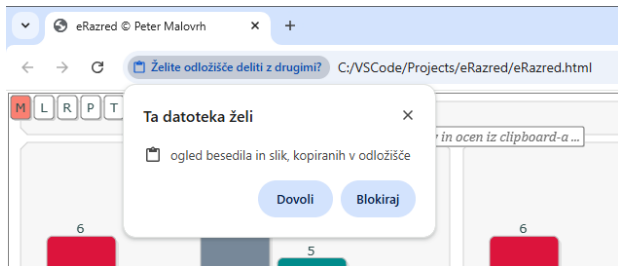 eRazred © Peter Malovrh
Želite odložišče deliti z drugimi? C:/VSCode/Projects/eRazred/eRazred.html
M L R P T
Ta datoteka želi
in ocen iz clipboard-a ...
ogled besedila in slik, kopiranih v odložišče
Dovoli Blokiraj
6
5
6